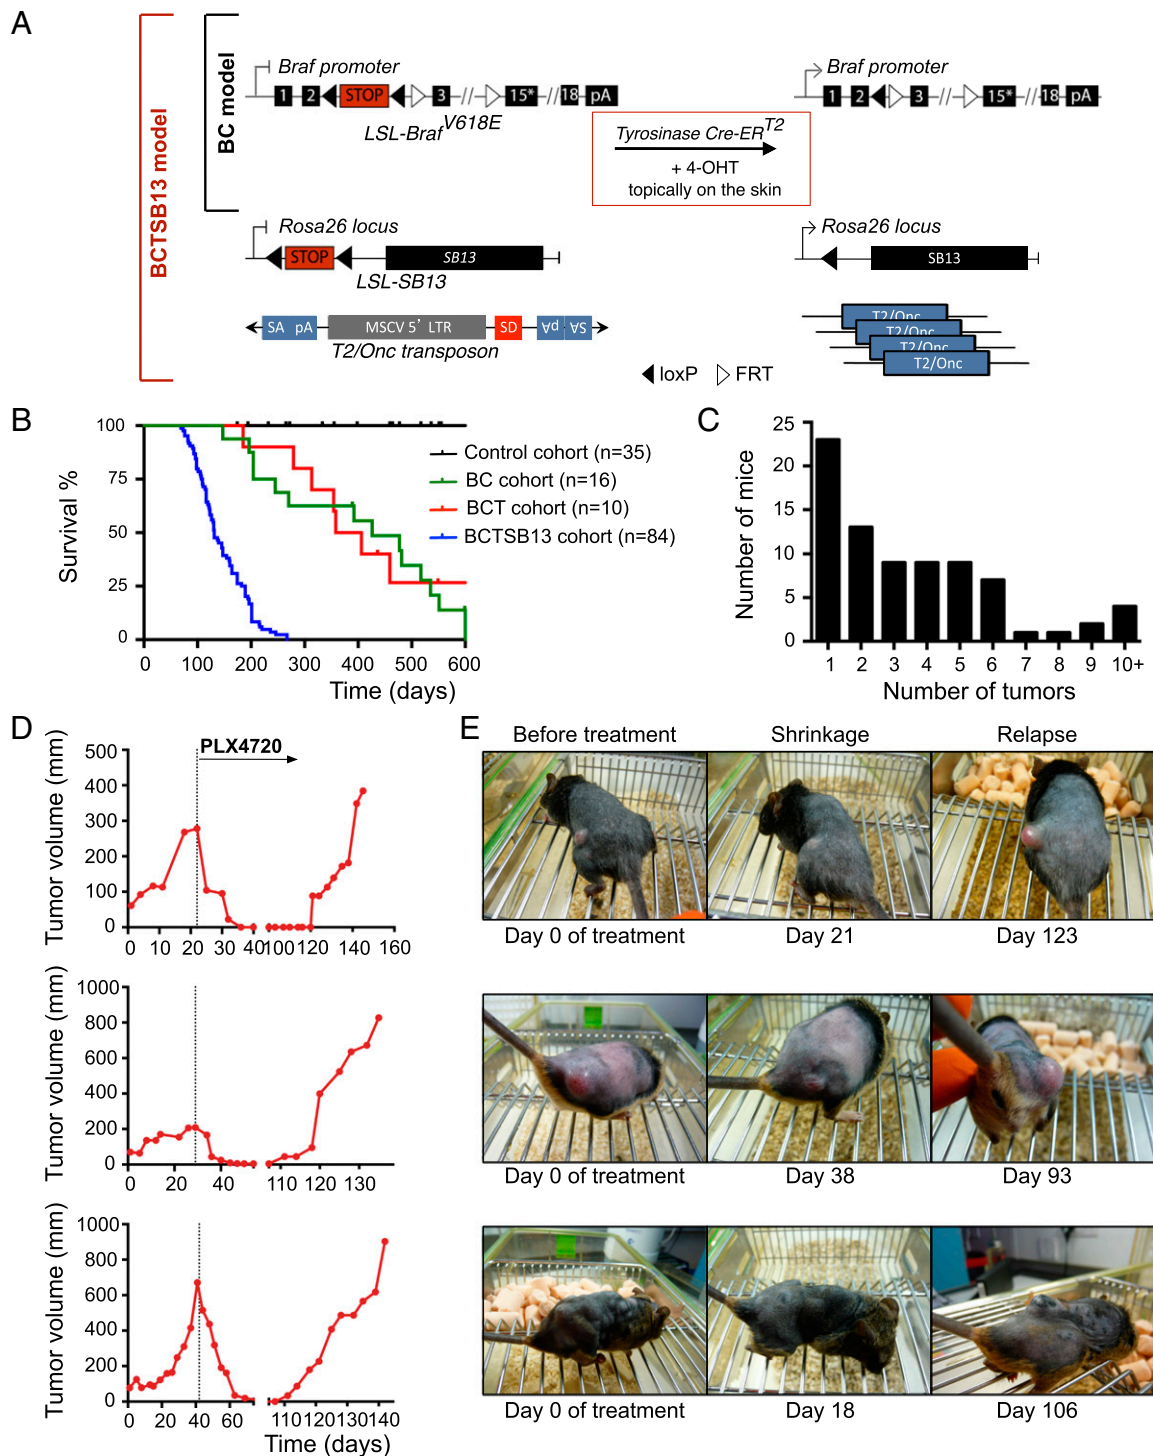 A
BCTSB13 model
BC model
Braf promoter
1 2 STOP 3 // 15* // 18 pA
LSL-Braf V618E
Tyrosinase Cre-ER T2
+ 4-OHT
topically on the skin
Braf promoter
1 2 3 // 15* // 18 pA
Rosa26 locus
STOP SB13
LSL-SB13
Rosa26 locus
SB13
SA pA MSCV 5' LTR SD pA SA
T2/Onc transposon
T2/Onc
T2/Onc
T2/Onc
T2/Onc
loxP FRT
B
Survival %
100
75
50
25
0
0 100 200 300 400 500 600
Time (days)
Control cohort (n=35)
BC cohort (n=16)
BCT cohort (n=10)
BCTSB13 cohort (n=84)
C
Number of mice
25
20
15
10
5
0
1 2 3 4 5 6 7 8 9 10+
Number of tumors
D
Tumor volume (mm)
PLX4720
500
400
300
200
100
0
0 10 20 30 40 100 120 140 160
Tumor volume (mm)
1000
800
600
400
200
0
0 20 40 110 120 130
Tumor volume (mm)
1000
800
600
400
200
0
0 20 40 60 110 120 130 140
Time (days)
E
Before treatment Shrinkage Relapse
Day 0 of treatment Day 21 Day 123
Day 0 of treatment Day 38 Day 93
Day 0 of treatment Day 18 Day 106